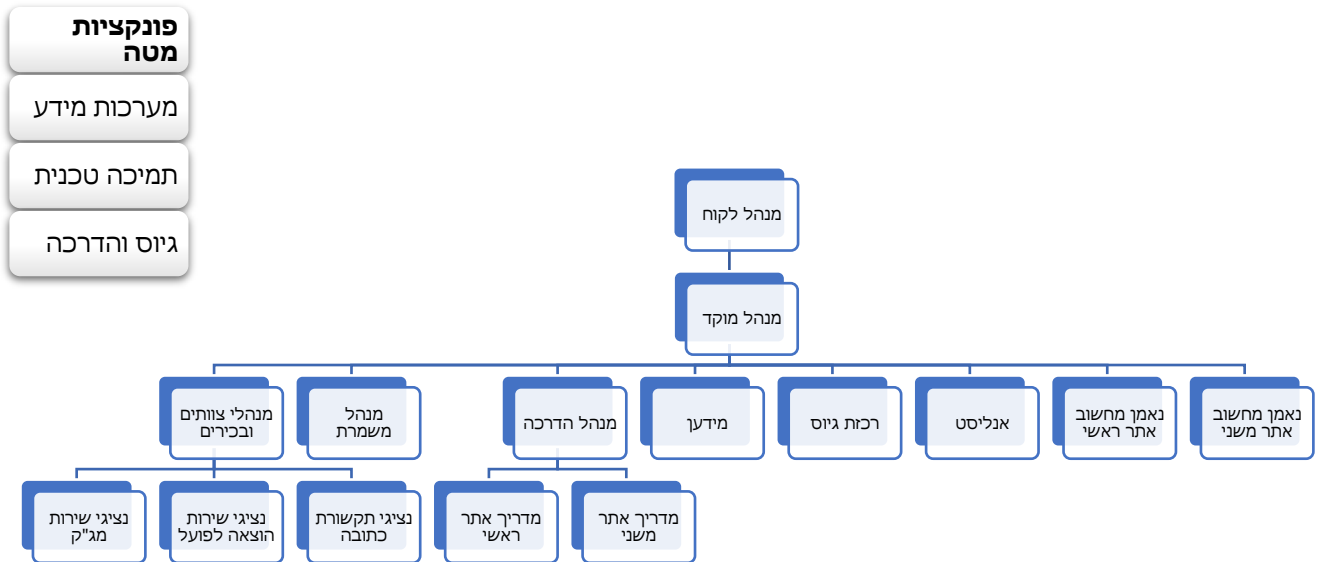 פונקציות
מטה
מערכות מידע
תמיכה טכנית
גיוס והדרכה
מנהל לקוח
מנהל מוקד
נאמן מחשוב
אתר משני
נאמן מחשוב
אתר ראשי
אנליסט
רכזת גיוס
מידען
מנהל הדרכה
מנהל
משמרת
מנהלי צוותים
ובכירים
מדריך אתר
משני
מדריך אתר
ראשי
נציגי תקשורת
כתובה
נציגי שירות
הוצאה לפועל
נציגי שירות
מג"ק